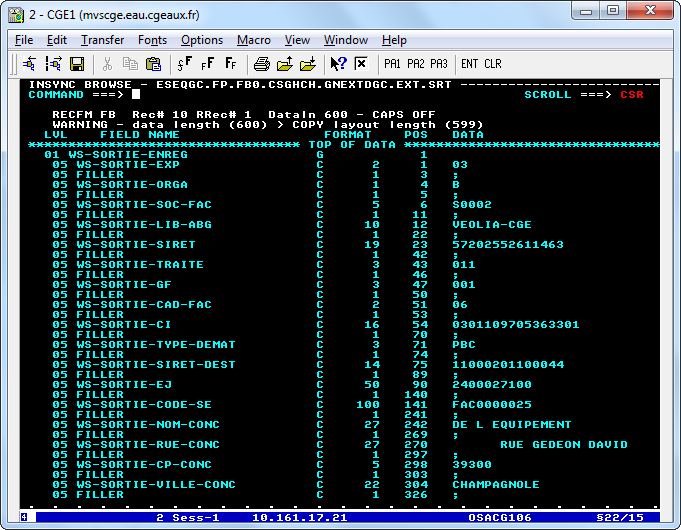 2 - CGE1 (mvscge.eau.cgeaux.fr)
File Edit Transfer Fonts Options Macro View Window Help
PA1 PA2 PA3 ENT CLR
INSYNC BROWSE - ESEQGC.FP.FB0.CSGHCH.GNEXTDGC.EXT.SRT -------------------------
COMMAND ===> SCROLL ===> CSR
RECFM FB Rec# 10 RRec# 1 DataIn 600 - CAPS OFF
WARNING - data length (600) > COPY layout length (599)
LVL FIELD NAME FORMAT POS DATA
********************************** TOP OF DATA *****************************
01 WS-SORTIE-ENREG G 1
05 WS-SORTIE-EXP C 2 1 03
05 FILLER C 1 3 ;
05 WS-SORTIE-ORGA C 1 4 B
05 FILLER C 1 5 ;
05 WS-SORTIE-SOC-FAC C 5 6 S0002
05 FILLER C 1 11 ;
05 WS-SORTIE-LIB-ABG C 10 12 VEOLIA-CGE
05 FILLER C 1 22 ;
05 WS-SORTIE-SIRET C 19 23 57202552611463
05 FILLER C 1 42 ;
05 WS-SORTIE-TRAITE C 3 43 011
05 FILLER C 1 46 ;
05 WS-SORTIE-GF C 3 47 001
05 FILLER C 1 50 ;
05 WS-SORTIE-CAD-FAC C 2 51 06
05 FILLER C 1 53 ;
05 WS-SORTIE-CI C 16 54 0301109705363301
05 FILLER C 1 70 ;
05 WS-SORTIE-TYPE-DEMAT C 3 71 PBC
05 FILLER C 1 74 ;
05 WS-SORTIE-SIRET-DEST C 14 75 11000201100044
05 FILLER C 1 89 ;
05 WS-SORTIE-EJ C 50 90 2400027100
05 FILLER C 1 140 ;
05 WS-SORTIE-CODE-SE C 100 141 FAC0000025
05 FILLER C 1 241 ;
05 WS-SORTIE-NOM-CONC C 27 242 DE L EQUIPEMENT
05 FILLER C 1 269 ;
05 WS-SORTIE-RUE-CONC C 27 270 RUE GEDEON DAVID
05 FILLER C 1 297 ;
05 WS-SORTIE-CP-CONC C 5 298 39300
05 FILLER C 1 303 ;
05 WS-SORTIE-VILLE-CONC C 22 304 CHAMPAGNOLE
05 FILLER C 1 326 ;
4 2 Sess-1 10.161.17.21 OSACG106 §22/15